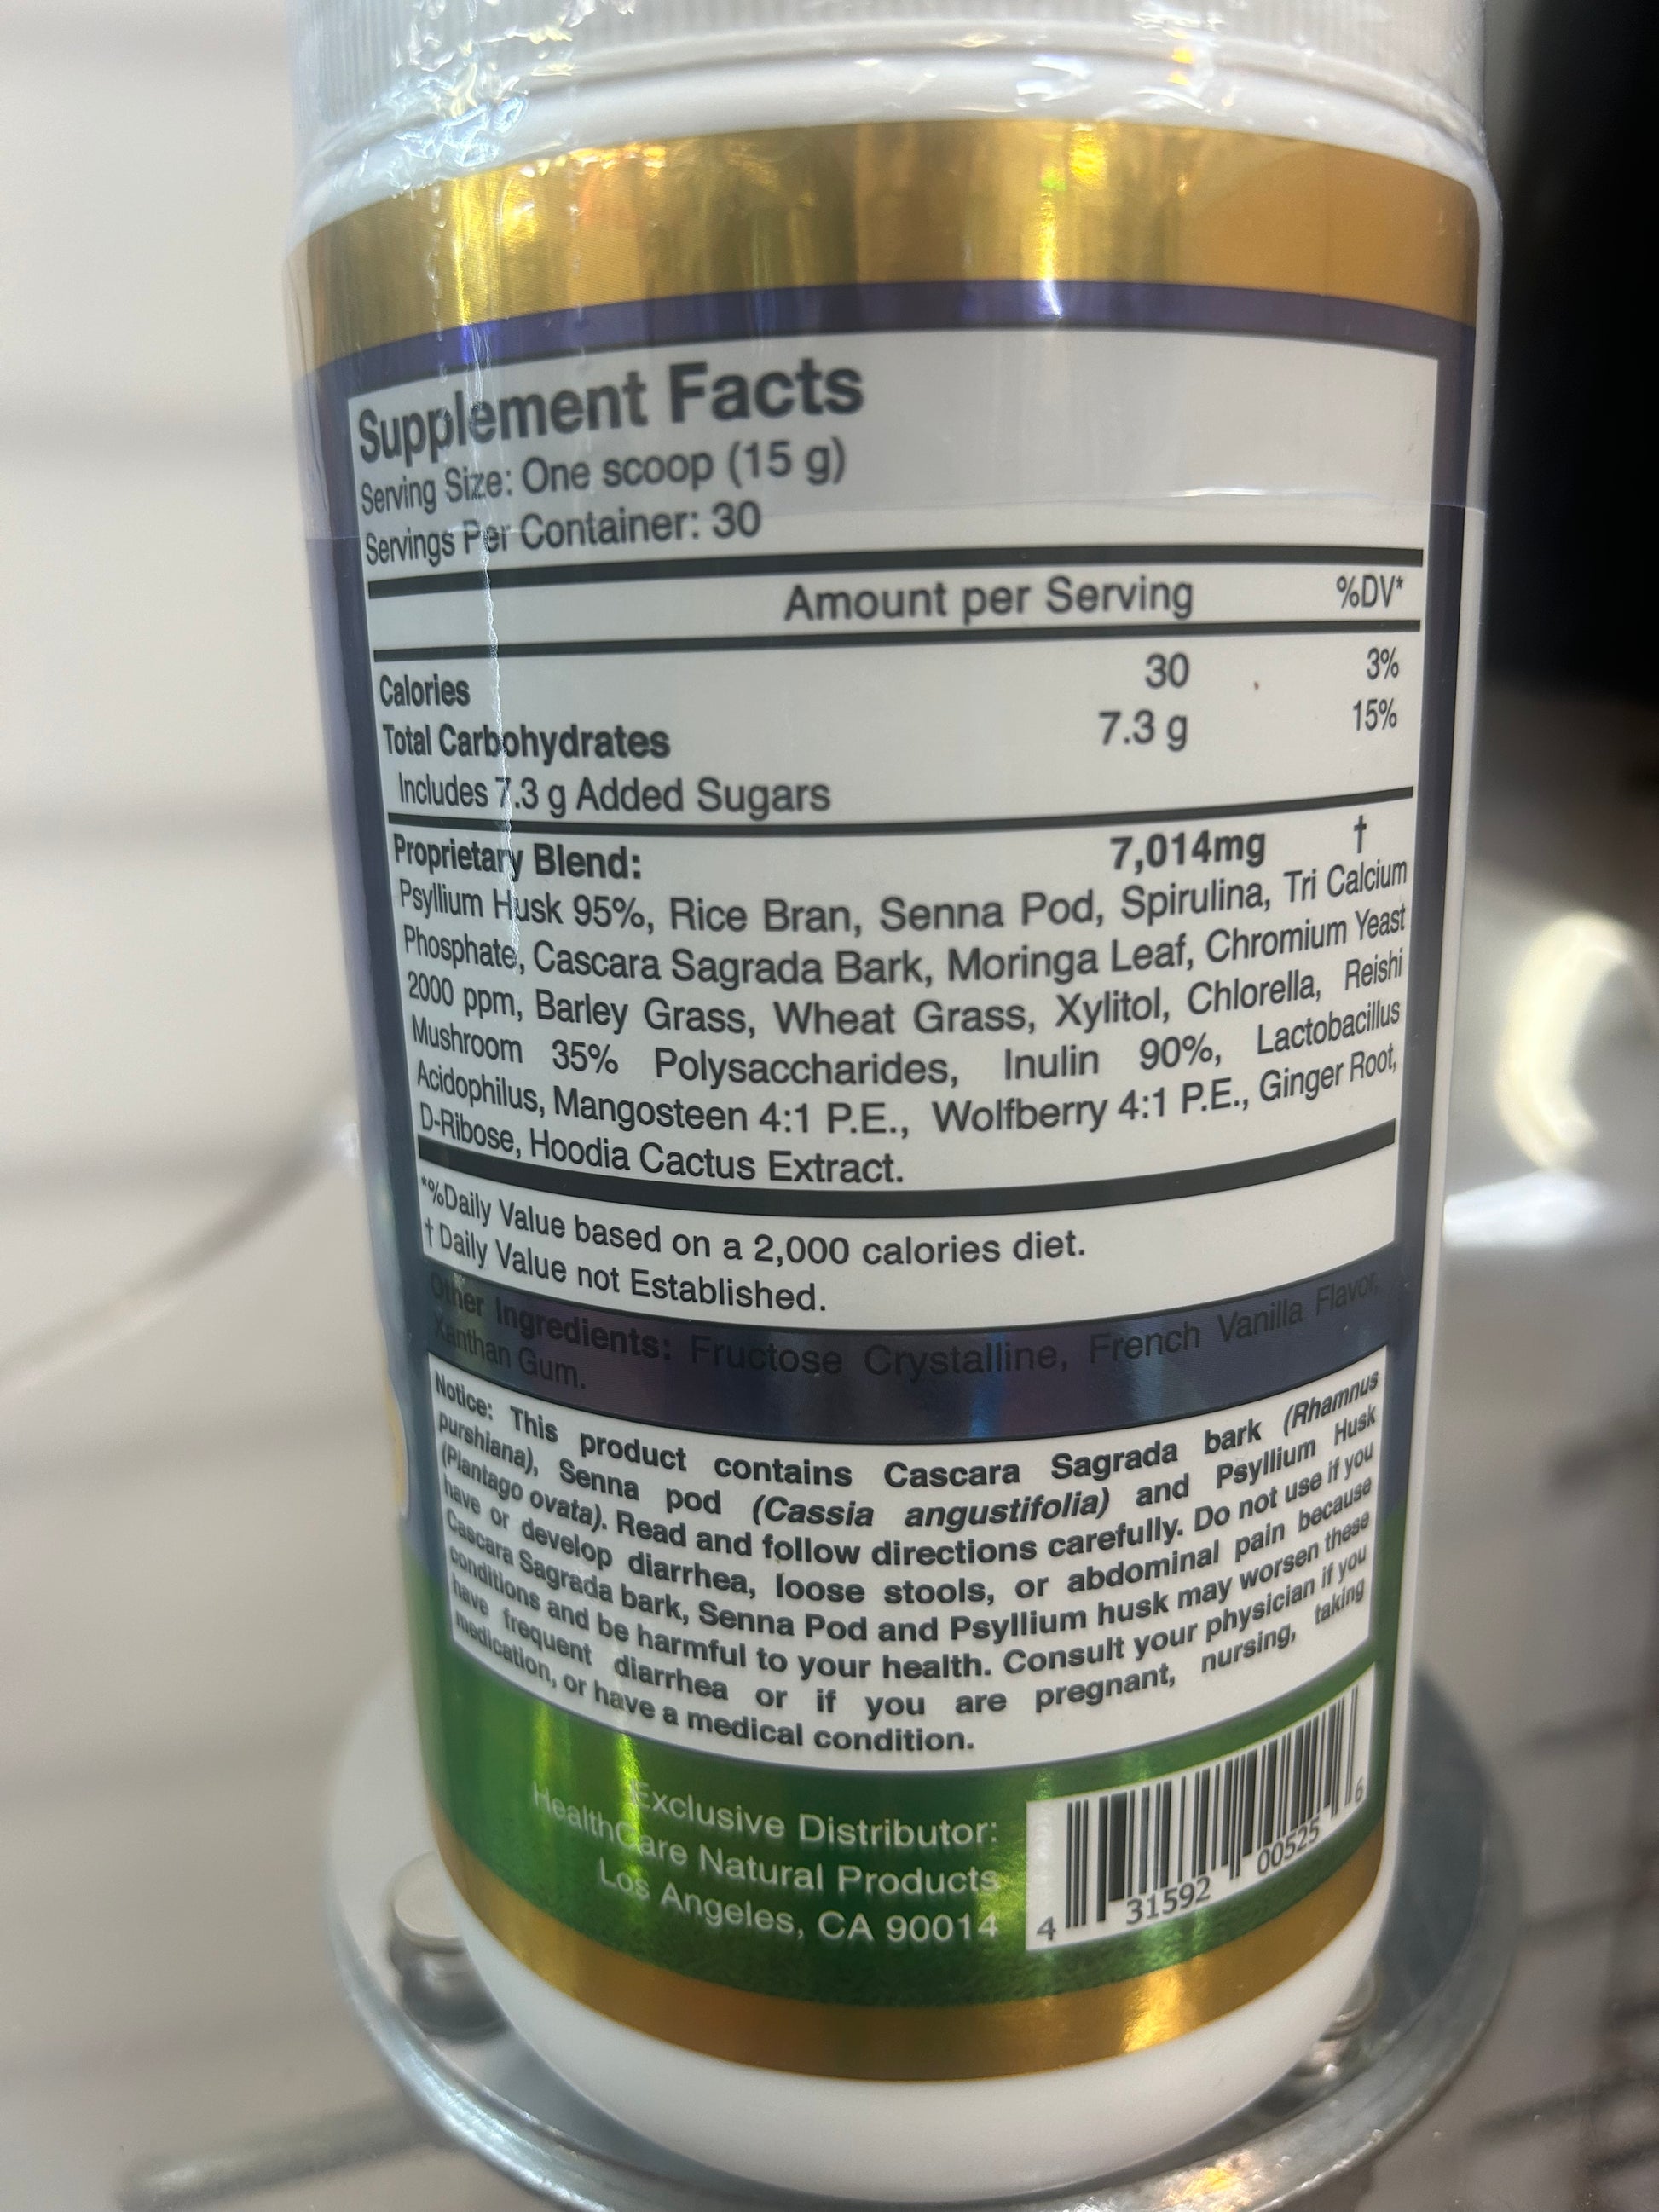 Supplement Facts
Serving Size: One scoop (15 g)
Servings Per Container: 30
Amount per Serving %DV*
Calories 30 3%
Total Carbohydrates 7.3 g 15%
Includes 7.3 g Added Sugars
Proprietary Blend: 7,014mg †
Psyllium Husk 95%, Rice Bran, Senna Pod, Spirulina, Tri Calcium
Phosphate, Cascara Sagrada Bark, Moringa Leaf, Chromium Yeast
2000 ppm, Barley Grass, Wheat Grass, Xylitol, Chlorella, Reishi
Mushroom 35% Polysaccharides, Inulin 90%, Lactobacillus
Acidophilus, Mangosteen 4:1 P.E., Wolfberry 4:1 P.E., Ginger Root,
D-Ribose, Hoodia Cactus Extract.
*%Daily Value based on a 2,000 calories diet.
† Daily Value not Established.
Other Ingredients: Fructose Crystalline, French Vanilla Flavor,
Xanthan Gum.
Notice: This product contains Cascara Sagrada bark (Rhamnus
purshiana), Senna pod (Cassia angustifolia) and Psyllium Husk
(Plantago ovata). Read and follow directions carefully. Do not use if you
have or develop diarrhea, loose stools, or abdominal pain because
Cascara Sagrada bark, Senna Pod and Psyllium husk may worsen these
conditions and be harmful to your health. Consult your physician if you
have frequent diarrhea or if you are pregnant, nursing, taking
medication, or have a medical condition.
Exclusive Distributor:
HealthCare Natural Products
Los Angeles, CA 90014
4 31592 00525 6